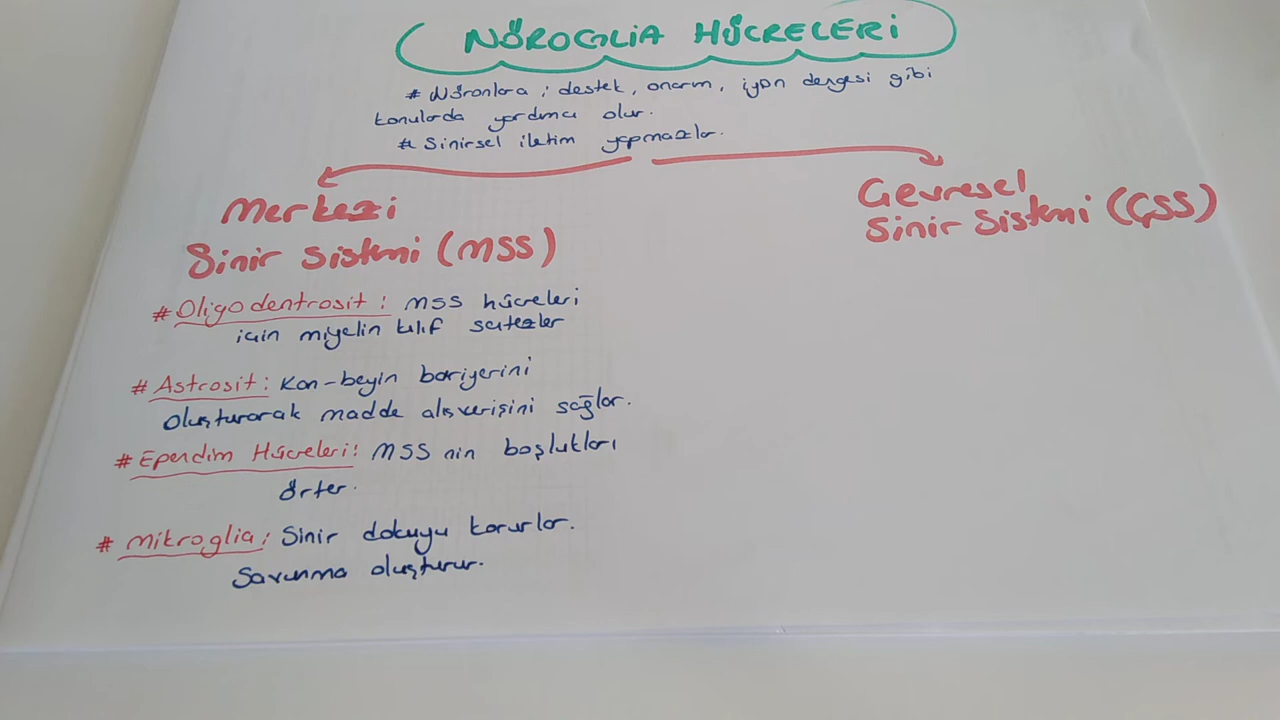 NÖROGLİA HÜCRELERİ
# Nöronlara ; destek, onarım, iyon dengesi gibi
konularda yardımcı olur.
# Sinirsel iletim yapmazlar.
Merkezi
Sinir Sistemi (MSS)
Çevresel
Sinir Sistemi (ÇSS)
# Oligodentrosit : MSS hücreleri
için miyelin kılıf sentezler
# Astrosit : Kan-beyin bariyerini
oluşturarak madde alışverişini sağlar.
# Ependim Hücreleri : MSS nin boşlukları
örter.
# Mikroglia : Sinir dokuyu korurlar.
Savunma oluşturur.